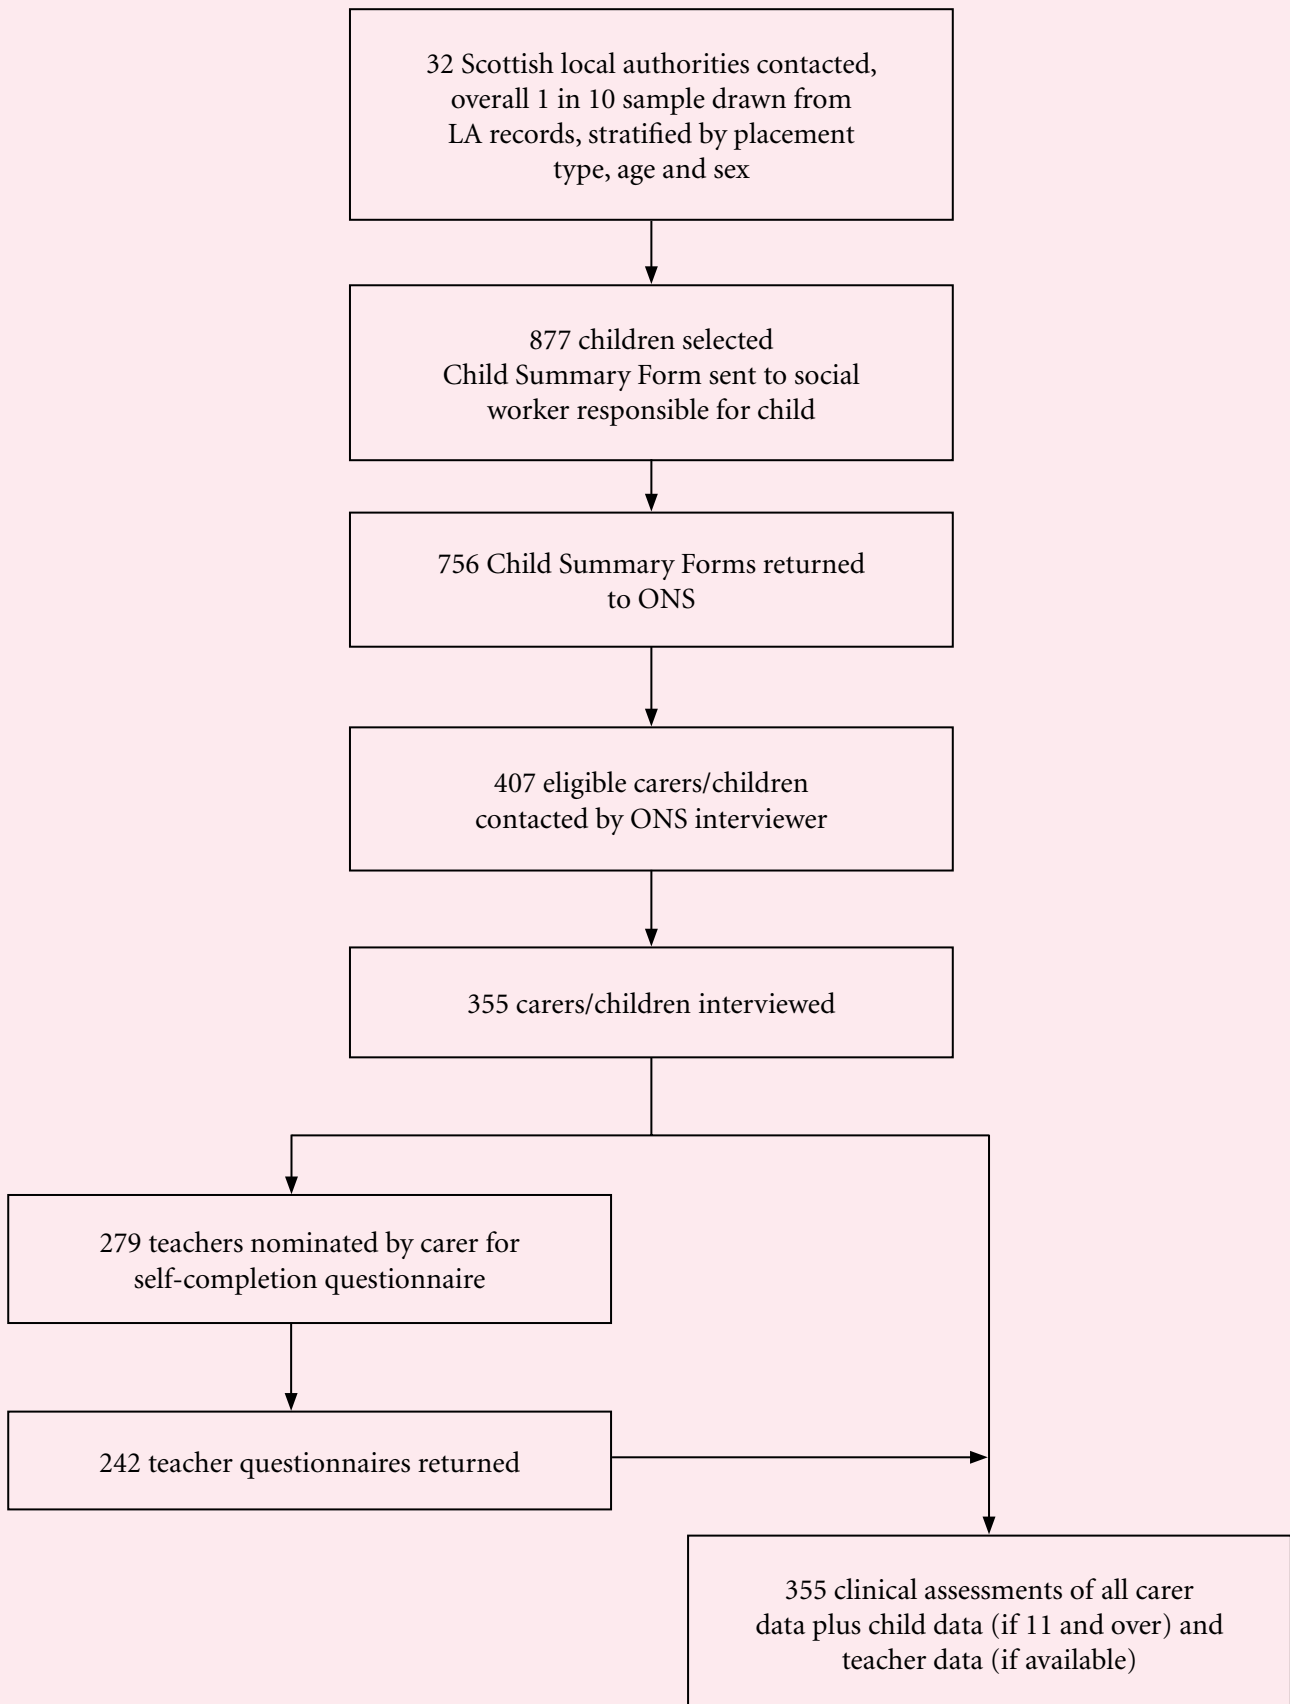 32 Scottish local authorities contacted,
overall 1 in 10 sample drawn from
LA records, stratified by placement
type, age and sex
877 children selected
Child Summary Form sent to social
worker responsible for child
756 Child Summary Forms returned
to ONS
407 eligible carers/children
contacted by ONS interviewer
355 carers/children interviewed
279 teachers nominated by carer for
self-completion questionnaire
242 teacher questionnaires returned
355 clinical assessments of all carer
data plus child data (if 11 and over) and
teacher data (if available)